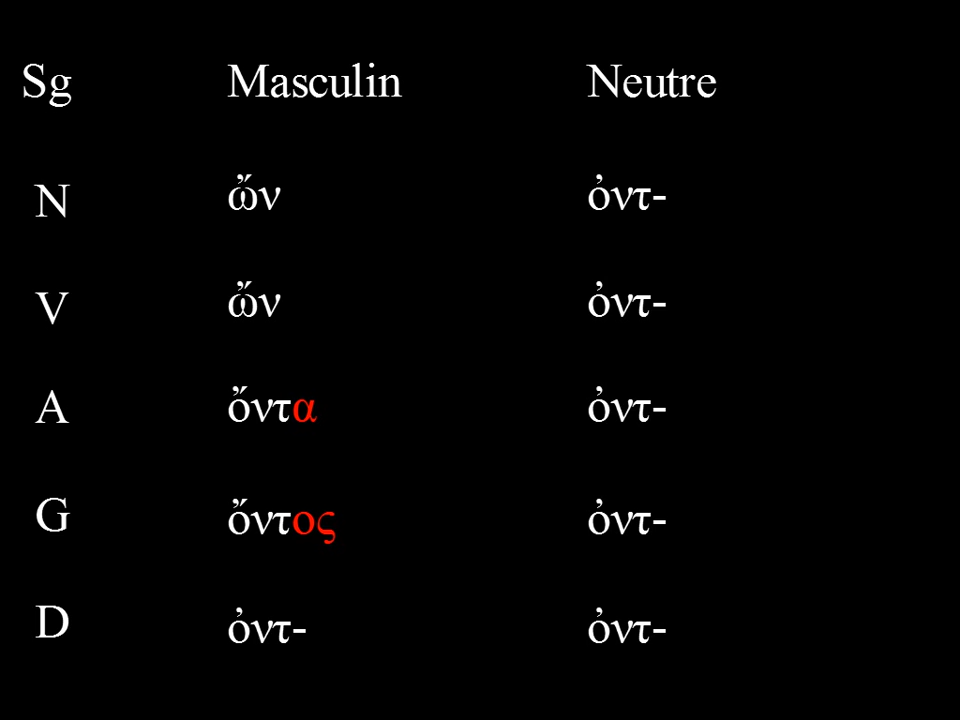 Sg Masculin Neutre
N ὤν ὀντ-
V ὤν ὀντ-
A ὄντα ὀντ-
G ὄντος ὀντ-
D ὀντ- ὀντ-